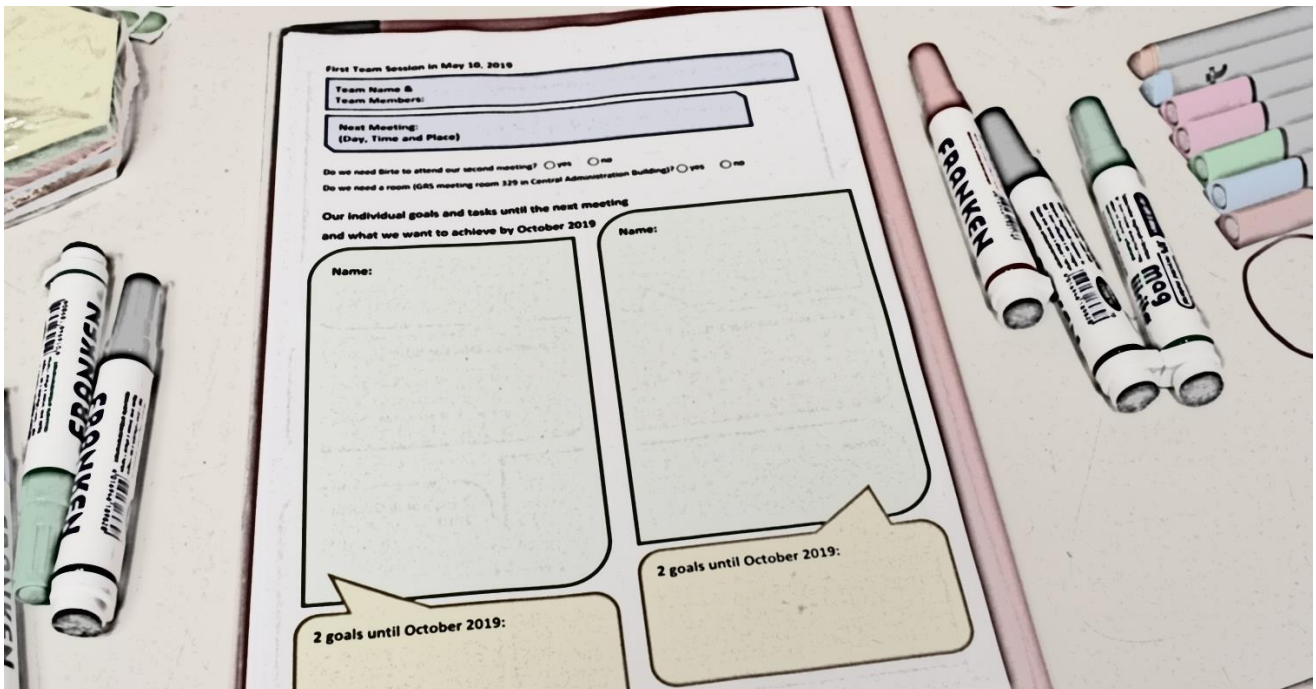 First Team Session in May 10, 2019
Team Name &
Team Members:
Next Meeting:
(Day, Time and Place)
Do we need Birte to attend our second meeting? yes no
Do we need a room (GRS meeting room 329 in Central Administration Building)? yes no
Our individual goals and tasks until the next meeting
and what we want to achieve by October 2019
Name:
Name:
2 goals until October 2019:
2 goals until October 2019:
FRANKEN
FRANKEN
FRANKEN
Mag